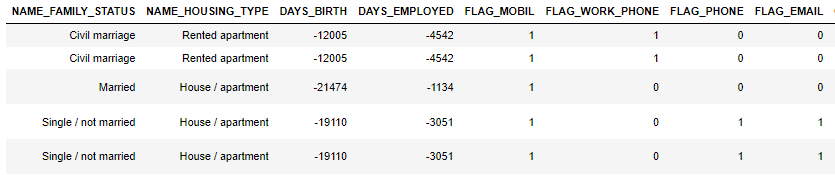 NAME_FAMILY_STATUS NAME_HOUSING_TYPE DAYS_BIRTH DAYS_EMPLOYED FLAG_MOBIL FLAG_WORK_PHONE FLAG_PHONE FLAG_EMAIL
Civil marriage Rented apartment -12005 -4542 1 1 0 0
Civil marriage Rented apartment -12005 -4542 1 1 0 0
Married House / apartment -21474 -1134 1 0 0 0
Single / not married House / apartment -19110 -3051 1 0 1 1
Single / not married House / apartment -19110 -3051 1 0 1 1